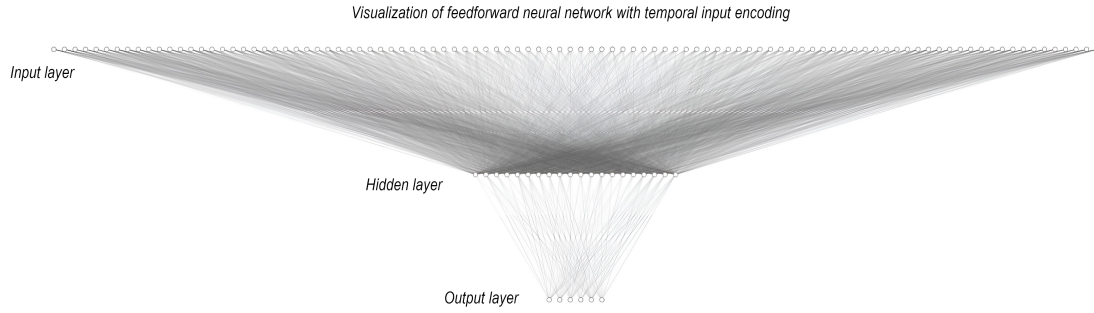 Visualization of feedforward neural network with temporal input encoding
Input layer
Hidden layer
Output layer